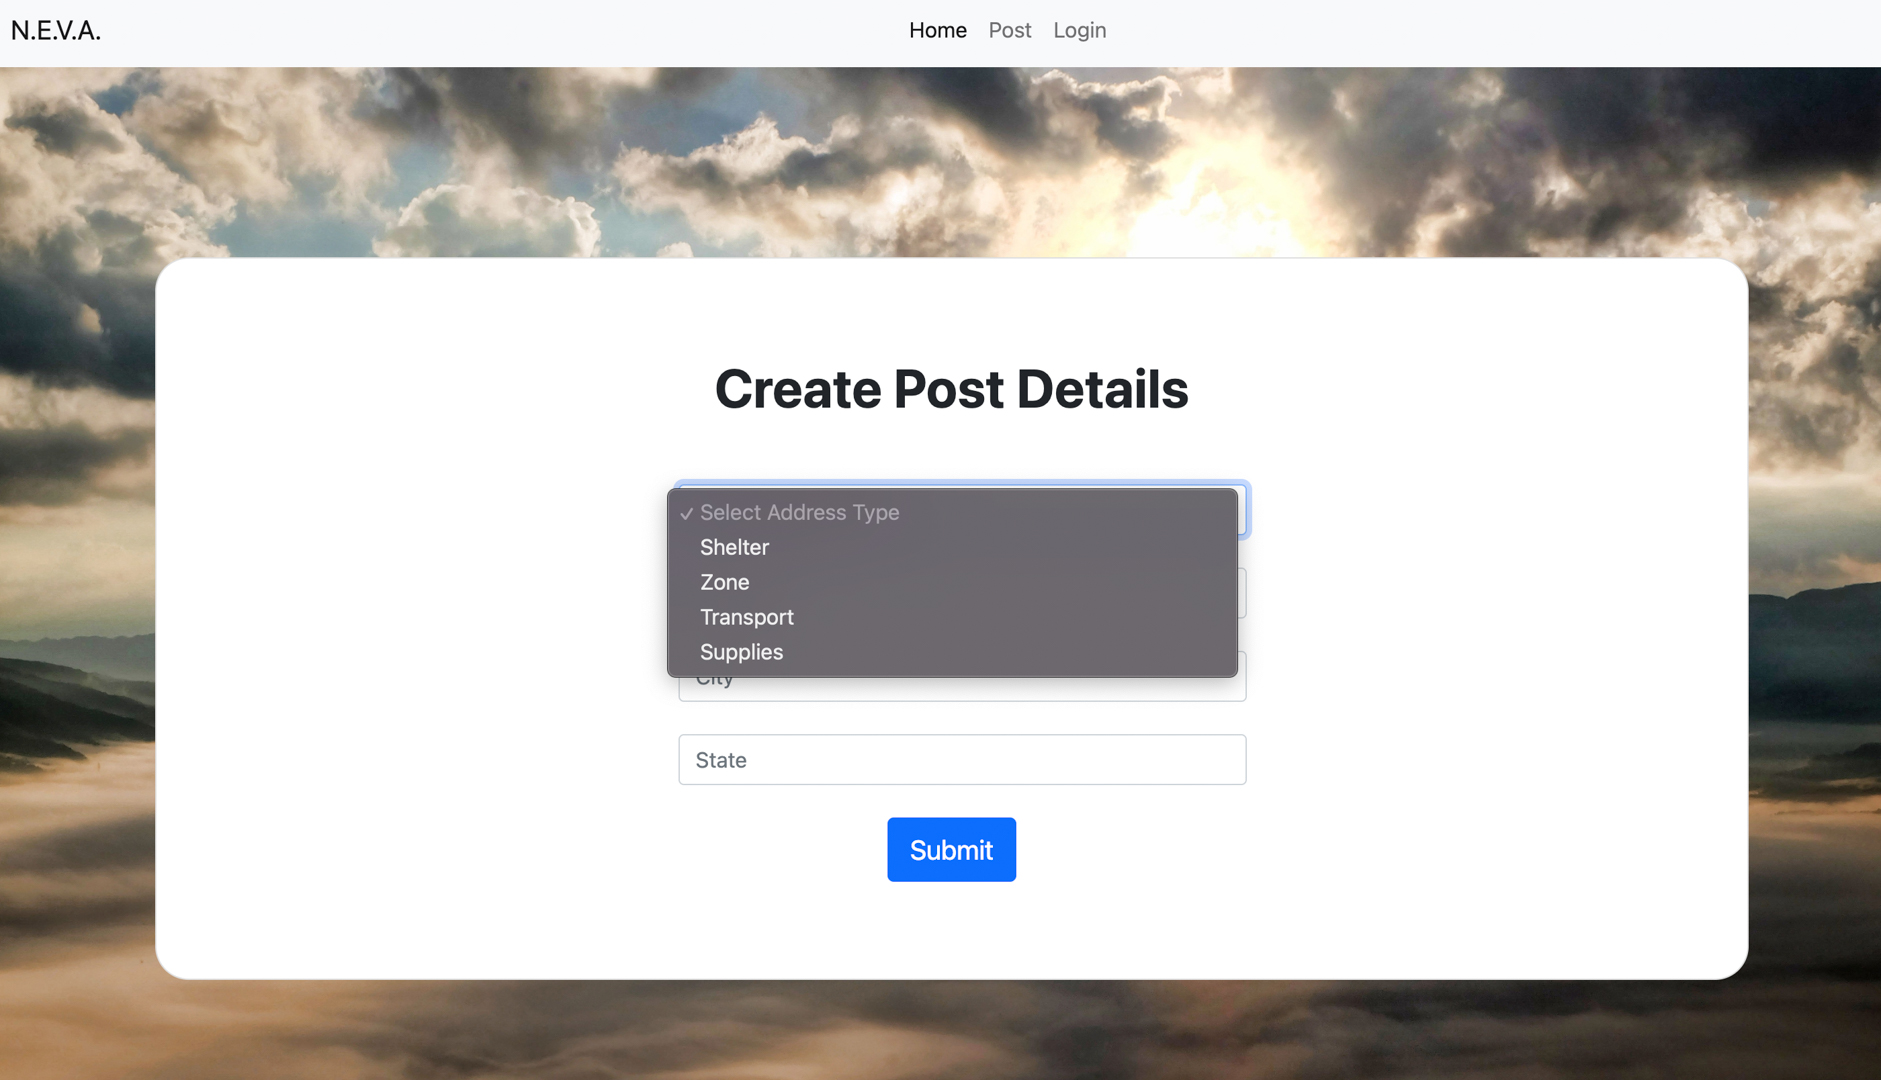 N.E.V.A.
Home Post Login
Create Post Details
✓ Select Address Type
Shelter
Zone
Transport
Supplies
City
State
Submit